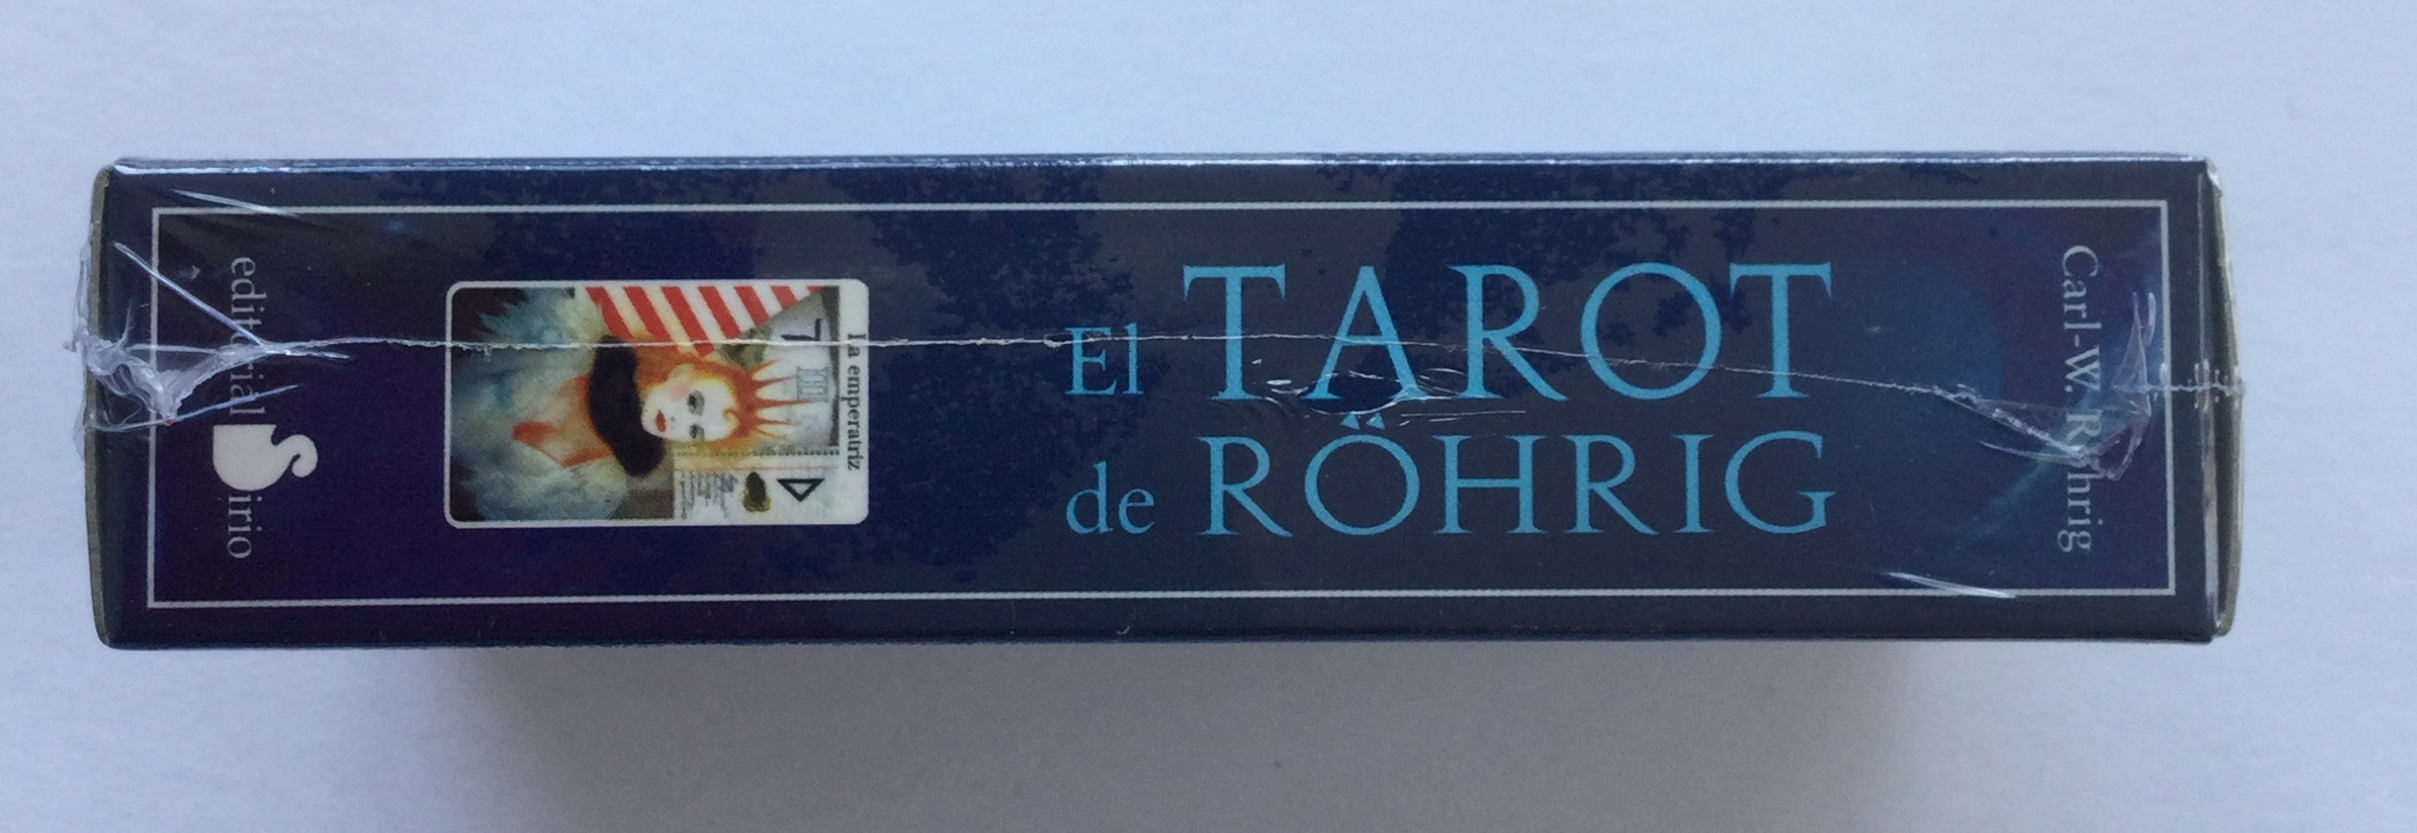 editorial Sirio
La emperatriz
III
El TAROT
de RÖHRIG
Carl-W. Röhrig